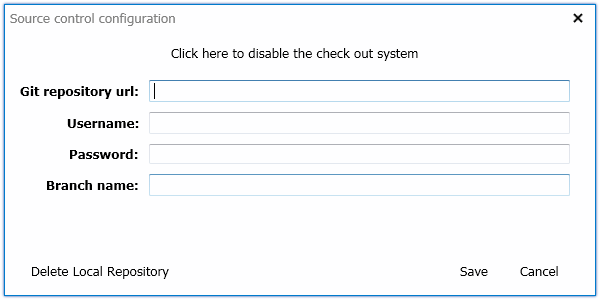 Source control configuration
Click here to disable the check out system
Git repository url:
Username:
Password:
Branch name:
Delete Local Repository Save Cancel